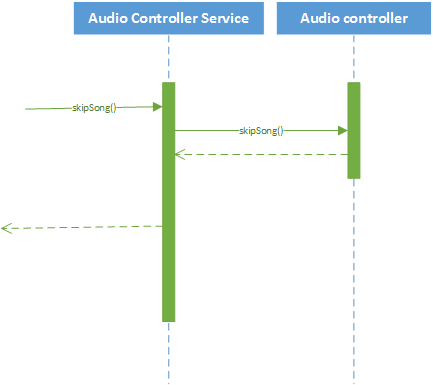 Audio Controller Service
Audio controller
skipSong()
skipSong()